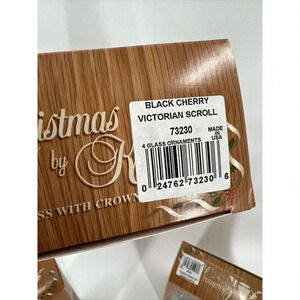 BLACK CHERRY
VICTORIAN SCROLL
73230
4 GLASS ORNAMENTS
MADE
IN
USA
0 24762 73230 6
istmas
by
K
SS WITH CROWN